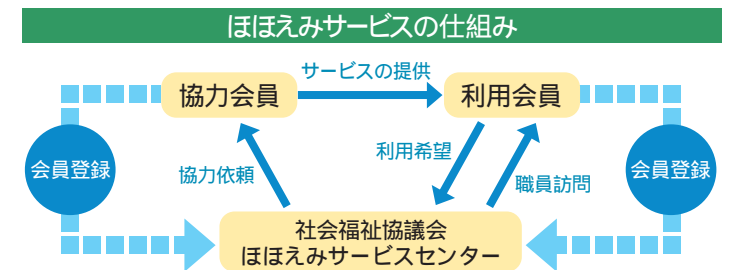 ほほえみサービスの仕組み
サービスの提供
協力会員
利用会員
会員登録
協力依頼
利用希望
職員訪問
会員登録
社会福祉協議会
ほほえみサービスセンター